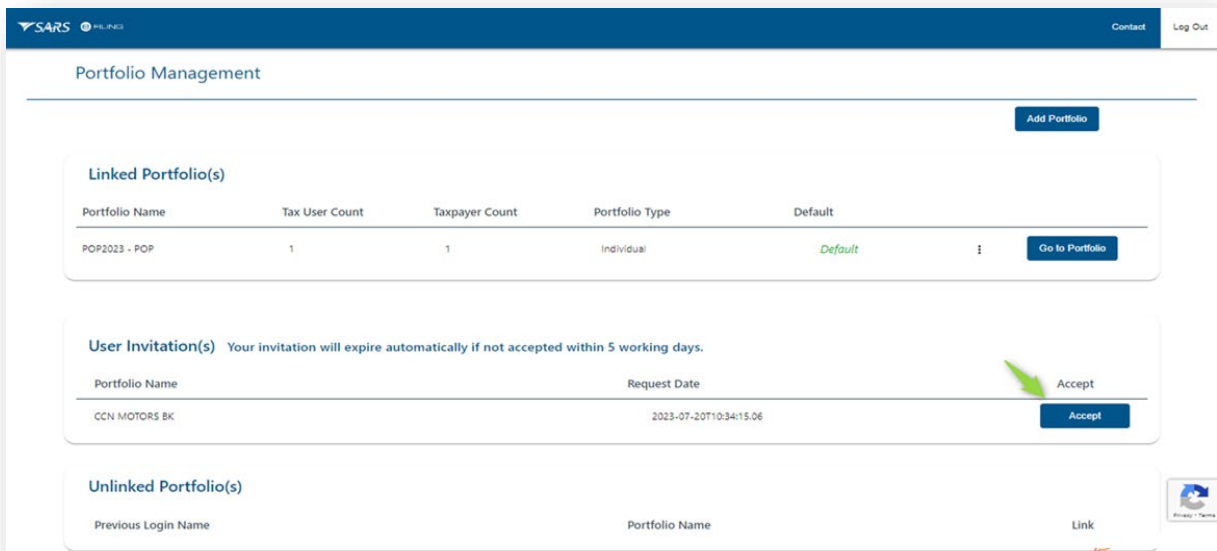 SARS eFILING Contact Log Out
Portfolio Management
Add Portfolio
Linked Portfolio(s)
Portfolio Name Tax User Count Taxpayer Count Portfolio Type Default
POP2023 - POP 1 1 Individual Default Go to Portfolio
User Invitation(s) Your invitation will expire automatically if not accepted within 5 working days.
Portfolio Name Request Date Accept
CCN MOTORS BK 2023-07-20T10:34:15.06 Accept
Unlinked Portfolio(s)
Privacy - Terms
Previous Login Name Portfolio Name Link